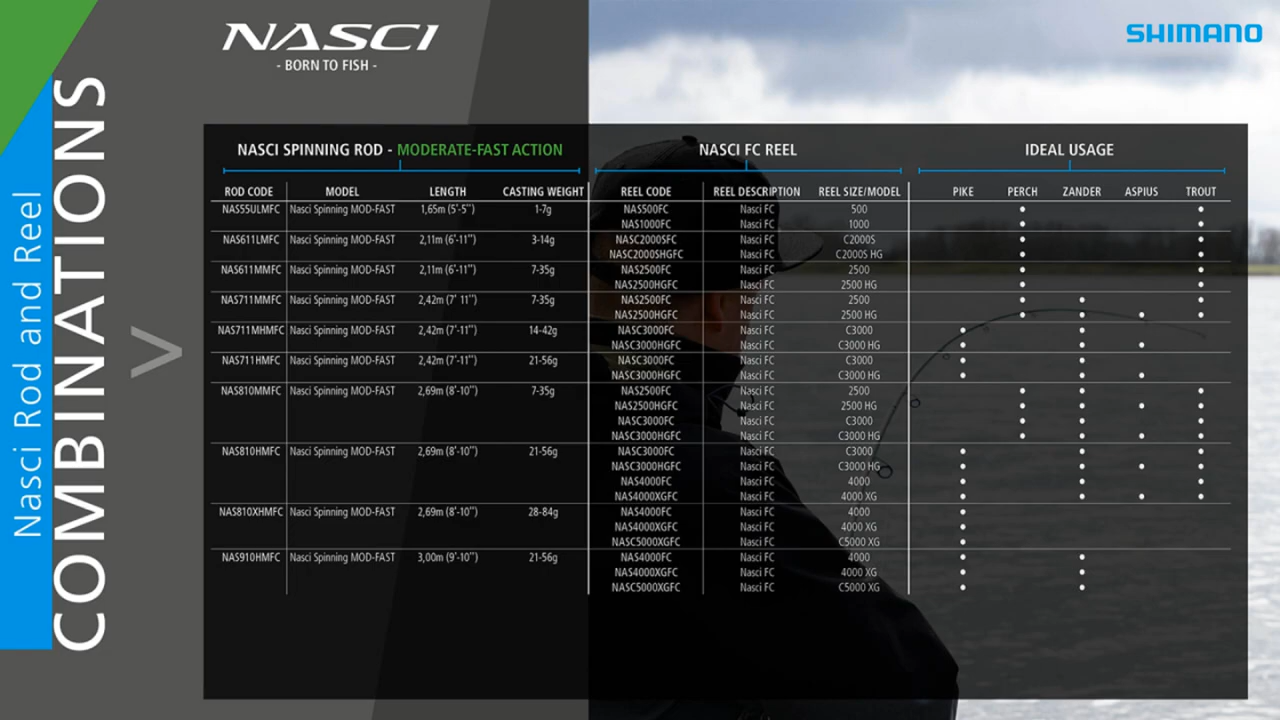 NASCI
- BORN TO FISH -
SHIMANO
Nasci Rod and Reel
COMBINATIONS
>
NASCI SPINNING ROD - MODERATE-FAST ACTION NASCI FC REEL IDEAL USAGE
ROD CODE MODEL LENGTH CASTING WEIGHT REEL CODE REEL DESCRIPTION REEL SIZE/MODEL PIKE PERCH ZANDER ASPIUS TROUT
NAS55ULMFC Nasci Spinning MOD-FAST 1,65m (5'-5'') 1-7g NAS500FC Nasci FC 500 • •
NAS1000FC Nasci FC 1000 • •
NAS611LMFC Nasci Spinning MOD-FAST 2,11m (6'-11'') 3-14g NASC2000SFC Nasci FC C2000S • •
NASC2000SHGFC Nasci FC C2000S HG • •
NAS611MMFC Nasci Spinning MOD-FAST 2,11m (6'-11'') 7-35g NAS2500FC Nasci FC 2500 • •
NAS2500HGFC Nasci FC 2500 HG • •
NAS711MMFC Nasci Spinning MOD-FAST 2,42m (7' 11'') 7-35g NAS2500FC Nasci FC 2500 • • •
NAS2500HGFC Nasci FC 2500 HG • • • •
NAS711MHMFC Nasci Spinning MOD-FAST 2,42m (7'-11'') 14-42g NASC3000FC Nasci FC C3000 • •
NASC3000HGFC Nasci FC C3000 HG • • •
NAS711HMFC Nasci Spinning MOD-FAST 2,42m (7'-11'') 21-56g NASC3000FC Nasci FC C3000 • •
NASC3000HGFC Nasci FC C3000 HG • • •
NAS810MMFC Nasci Spinning MOD-FAST 2,69m (8'-10'') 7-35g NAS2500FC Nasci FC 2500 • • •
NAS2500HGFC Nasci FC 2500 HG • • • •
NASC3000FC Nasci FC C3000 • • •
NASC3000HGFC Nasci FC C3000 HG • • • •
NAS810HMFC Nasci Spinning MOD-FAST 2,69m (8'-10'') 21-56g NASC3000FC Nasci FC C3000 • • •
NASC3000HGFC Nasci FC C3000 HG • • • •
NAS4000FC Nasci FC 4000 • • •
NAS4000XGFC Nasci FC 4000 XG • • • •
NAS810XHMFC Nasci Spinning MOD-FAST 2,69m (8'-10'') 28-84g NAS4000FC Nasci FC 4000 •
NAS4000XGFC Nasci FC 4000 XG •
NASC5000XGFC Nasci FC C5000 XG •
NAS910HMFC Nasci Spinning MOD-FAST 3,00m (9'-10'') 21-56g NAS4000FC Nasci FC 4000 • •
NAS4000XGFC Nasci FC 4000 XG • •
NASC5000XGFC Nasci FC C5000 XG • •